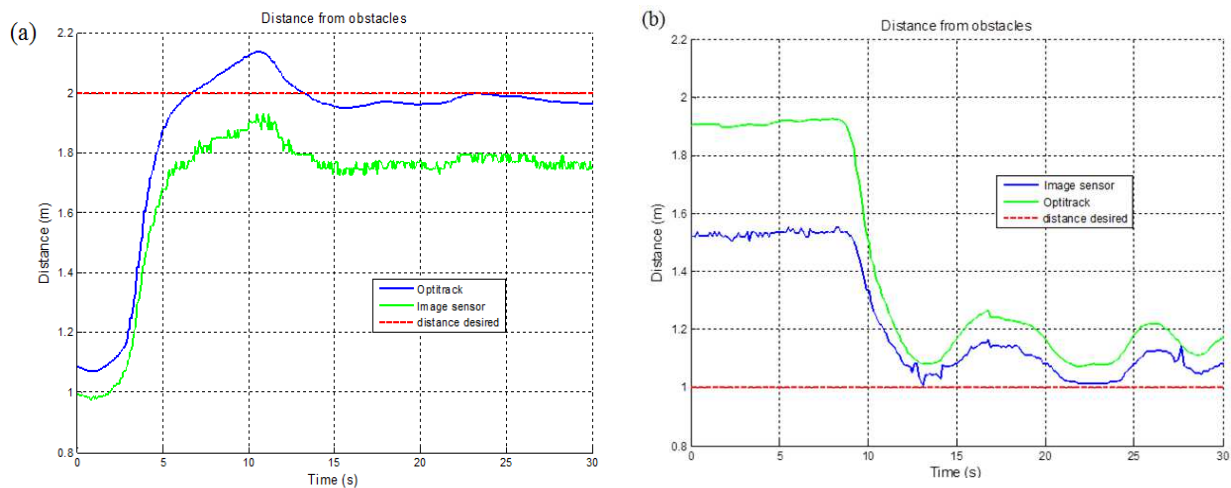 (a)
Distance from obstacles
2.2
2
1.8
1.6
1.4
1.2
1
0.8
Distance (m)
Optitrack
Image sensor
distance desired
0 5 10 15 20 25 30
Time (s)
(b)
Distance from obstacles
2.2
2
1.8
1.6
1.4
1.2
1
0.8
Distance (m)
Image sensor
Optitrack
distance desired
0 5 10 15 20 25 30
Time (s)